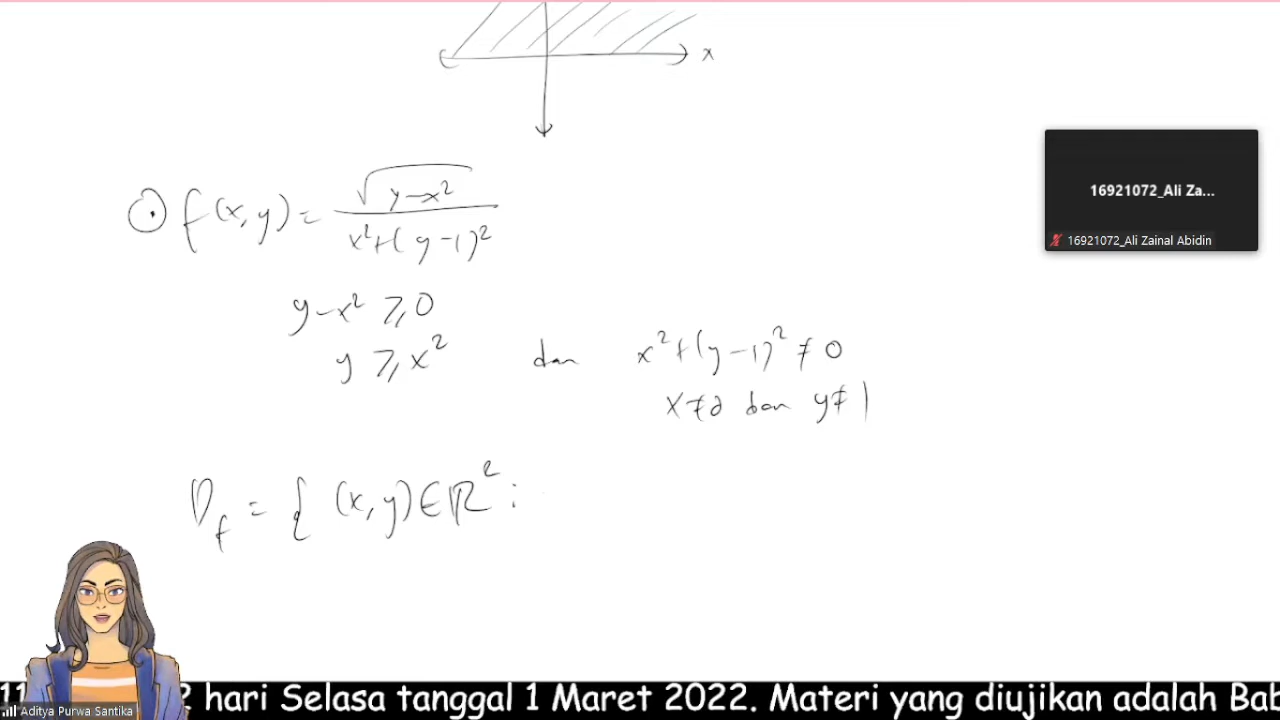 x
f(x,y) = √(y-x²) / x²+(y-1)²
y-x² ≥ 0
y ≥ x² dan x²+(y-1)² ≠ 0
x≠0 dan y≠1
D_f = { (x,y) ∈ ℝ² :
16921072_Ali Za...
16921072_Ali Zainal Abidin
2 hari Selasa tanggal 1 Maret 2022. Materi yang diujikan adalah Bab
Aditya Purwa Santika